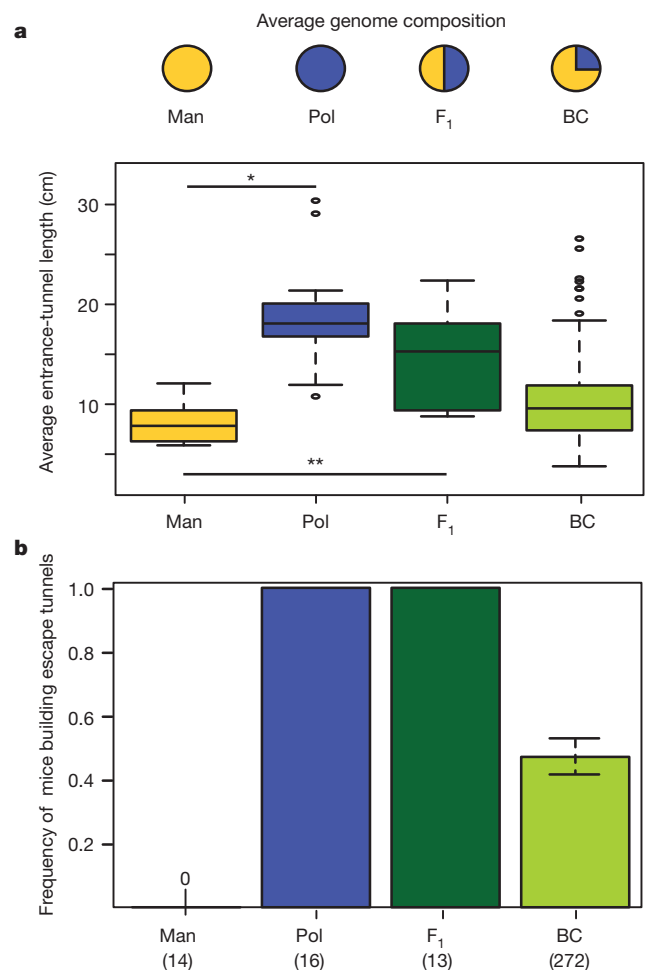 a
Average genome composition
Man Pol F1 BC
Average entrance-tunnel length (cm)
30
20
10
*
**
Man Pol F1 BC
b
Frequency of mice building escape tunnels
1.0
0.8
0.6
0.4
0.2
0
Man Pol F1 BC
(14) (16) (13) (272)